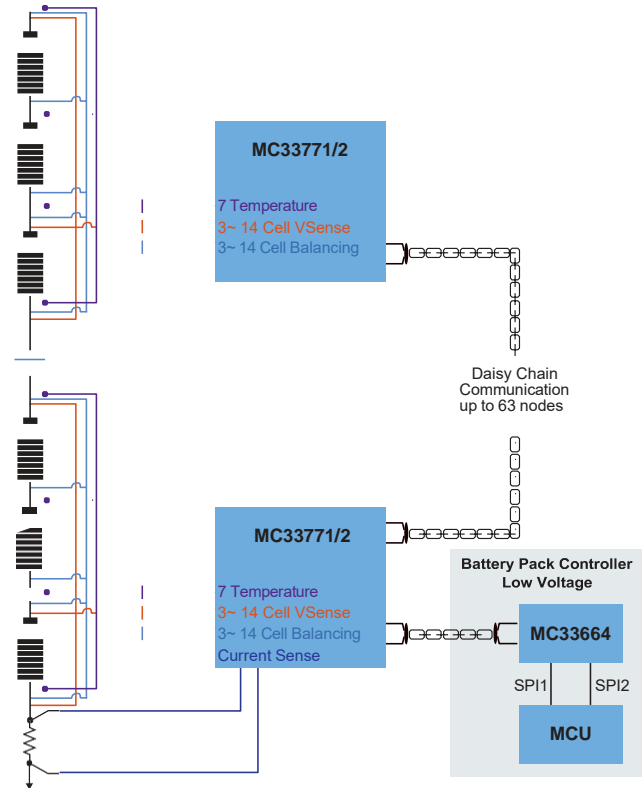 MC33771/2
7 Temperature
3~ 14 Cell VSense
3~ 14 Cell Balancing
Daisy Chain
Communication
up to 63 nodes
MC33771/2
7 Temperature
3~ 14 Cell VSense
3~ 14 Cell Balancing
Current Sense
Battery Pack Controller
Low Voltage
MC33664
SPI1
SPI2
MCU